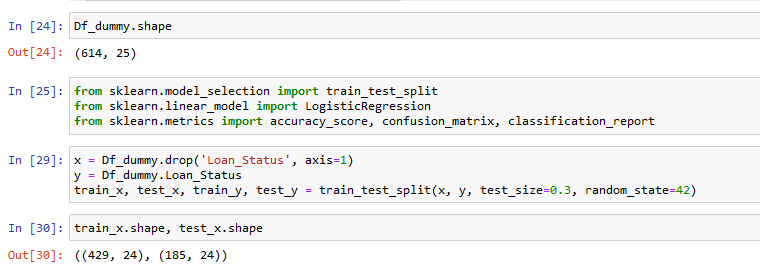 In [24]: Df_dummy.shape
Out[24]: (614, 25)
In [25]: from sklearn.model_selection import train_test_split
from sklearn.linear_model import LogisticRegression
from sklearn.metrics import accuracy_score, confusion_matrix, classification_report
In [29]: x = Df_dummy.drop('Loan_Status', axis=1)
y = Df_dummy.Loan_Status
train_x, test_x, train_y, test_y = train_test_split(x, y, test_size=0.3, random_state=42)
In [30]: train_x.shape, test_x.shape
Out[30]: ((429, 24), (185, 24))